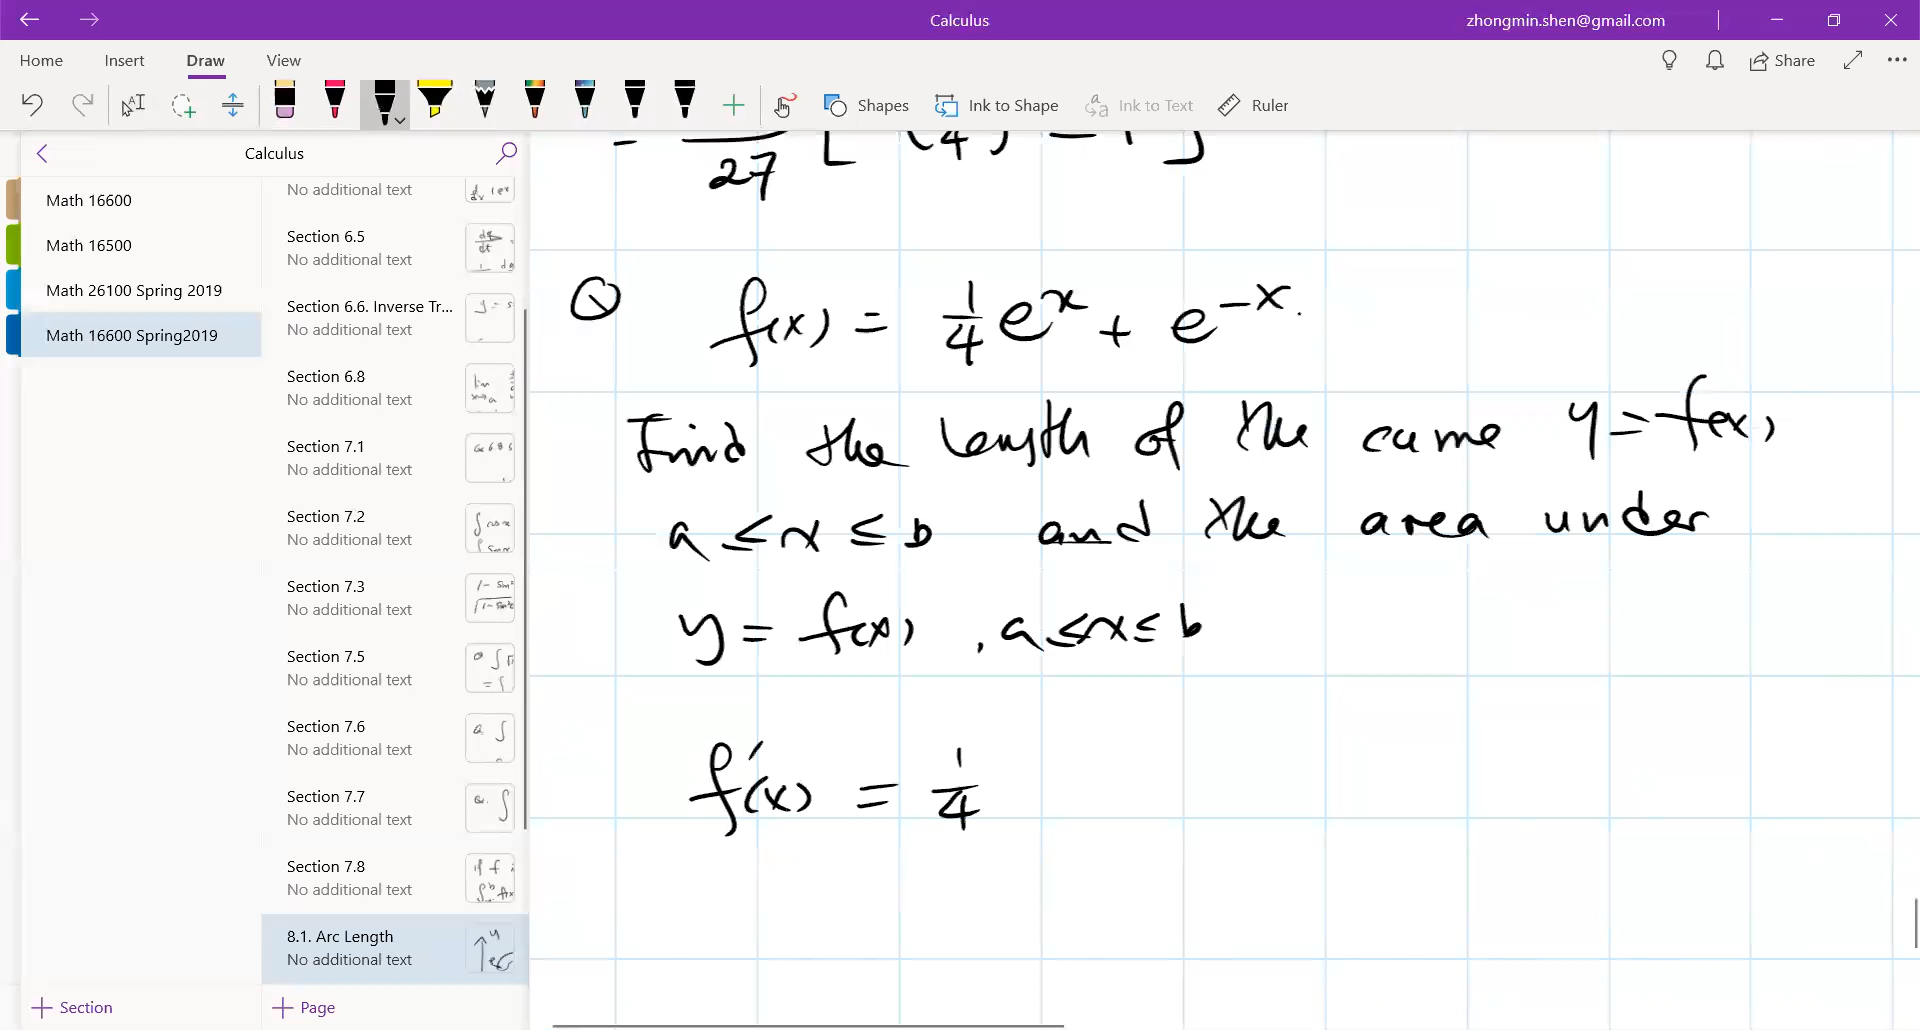 Calculus
zhongmin.shen@gmail.com
Home Insert Draw View
Share
Shapes Ink to Shape Ink to Text Ruler
Calculus
Math 16600
Math 16500
Math 26100 Spring 2019
Math 16600 Spring2019
Section
No additional text
Section 6.5
No additional text
Section 6.6. Inverse Tr...
No additional text
Section 6.8
No additional text
Section 7.1
No additional text
Section 7.2
No additional text
Section 7.3
No additional text
Section 7.5
No additional text
Section 7.6
No additional text
Section 7.7
No additional text
Section 7.8
No additional text
8.1. Arc Length
No additional text
Page
27
Q f(x) = 1/4 e^x + e^-x.
Find the length of the curve y = f(x)
a ≤ x ≤ b and the area under
y = f(x), a ≤ x ≤ b
f'(x) = 1/4